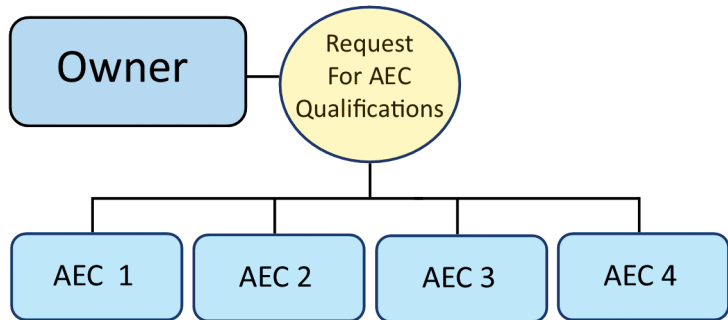 Owner
Request
For AEC
Qualifications
AEC 1
AEC 2
AEC 3
AEC 4